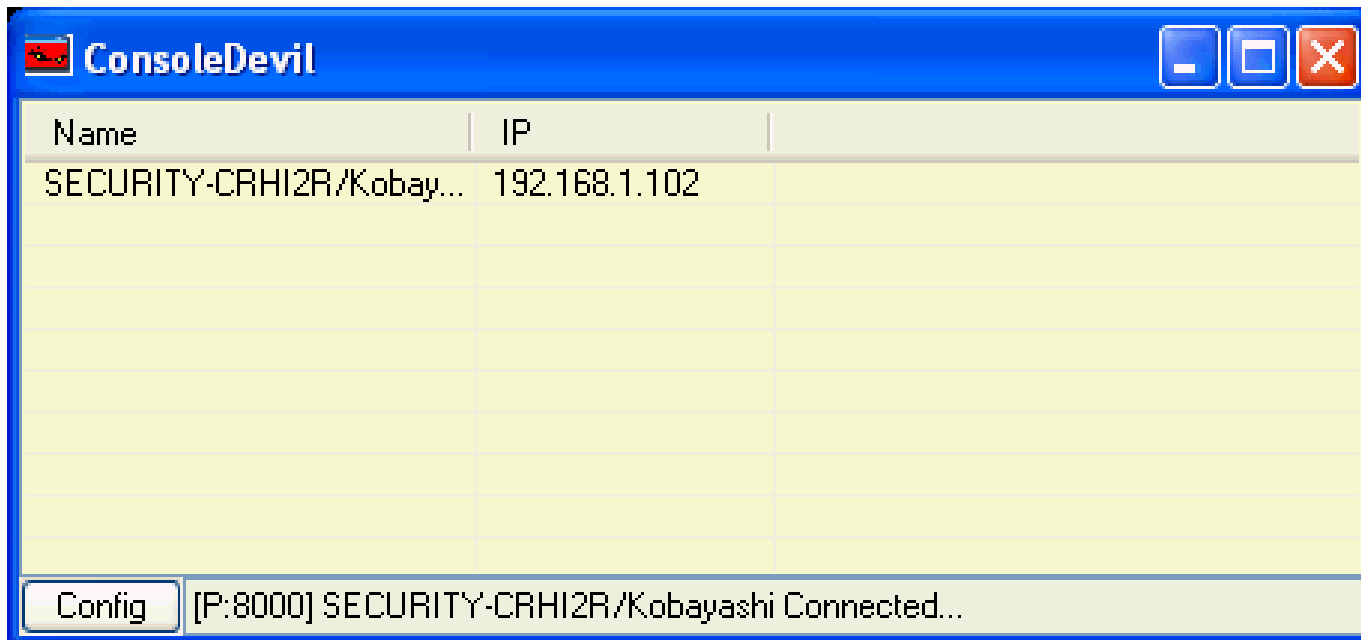 ConsoleDevil
Name IP
SECURITY-CRHI2R/Kobay... 192.168.1.102
Config [P:8000] SECURITY-CRHI2R/Kobayashi Connected...